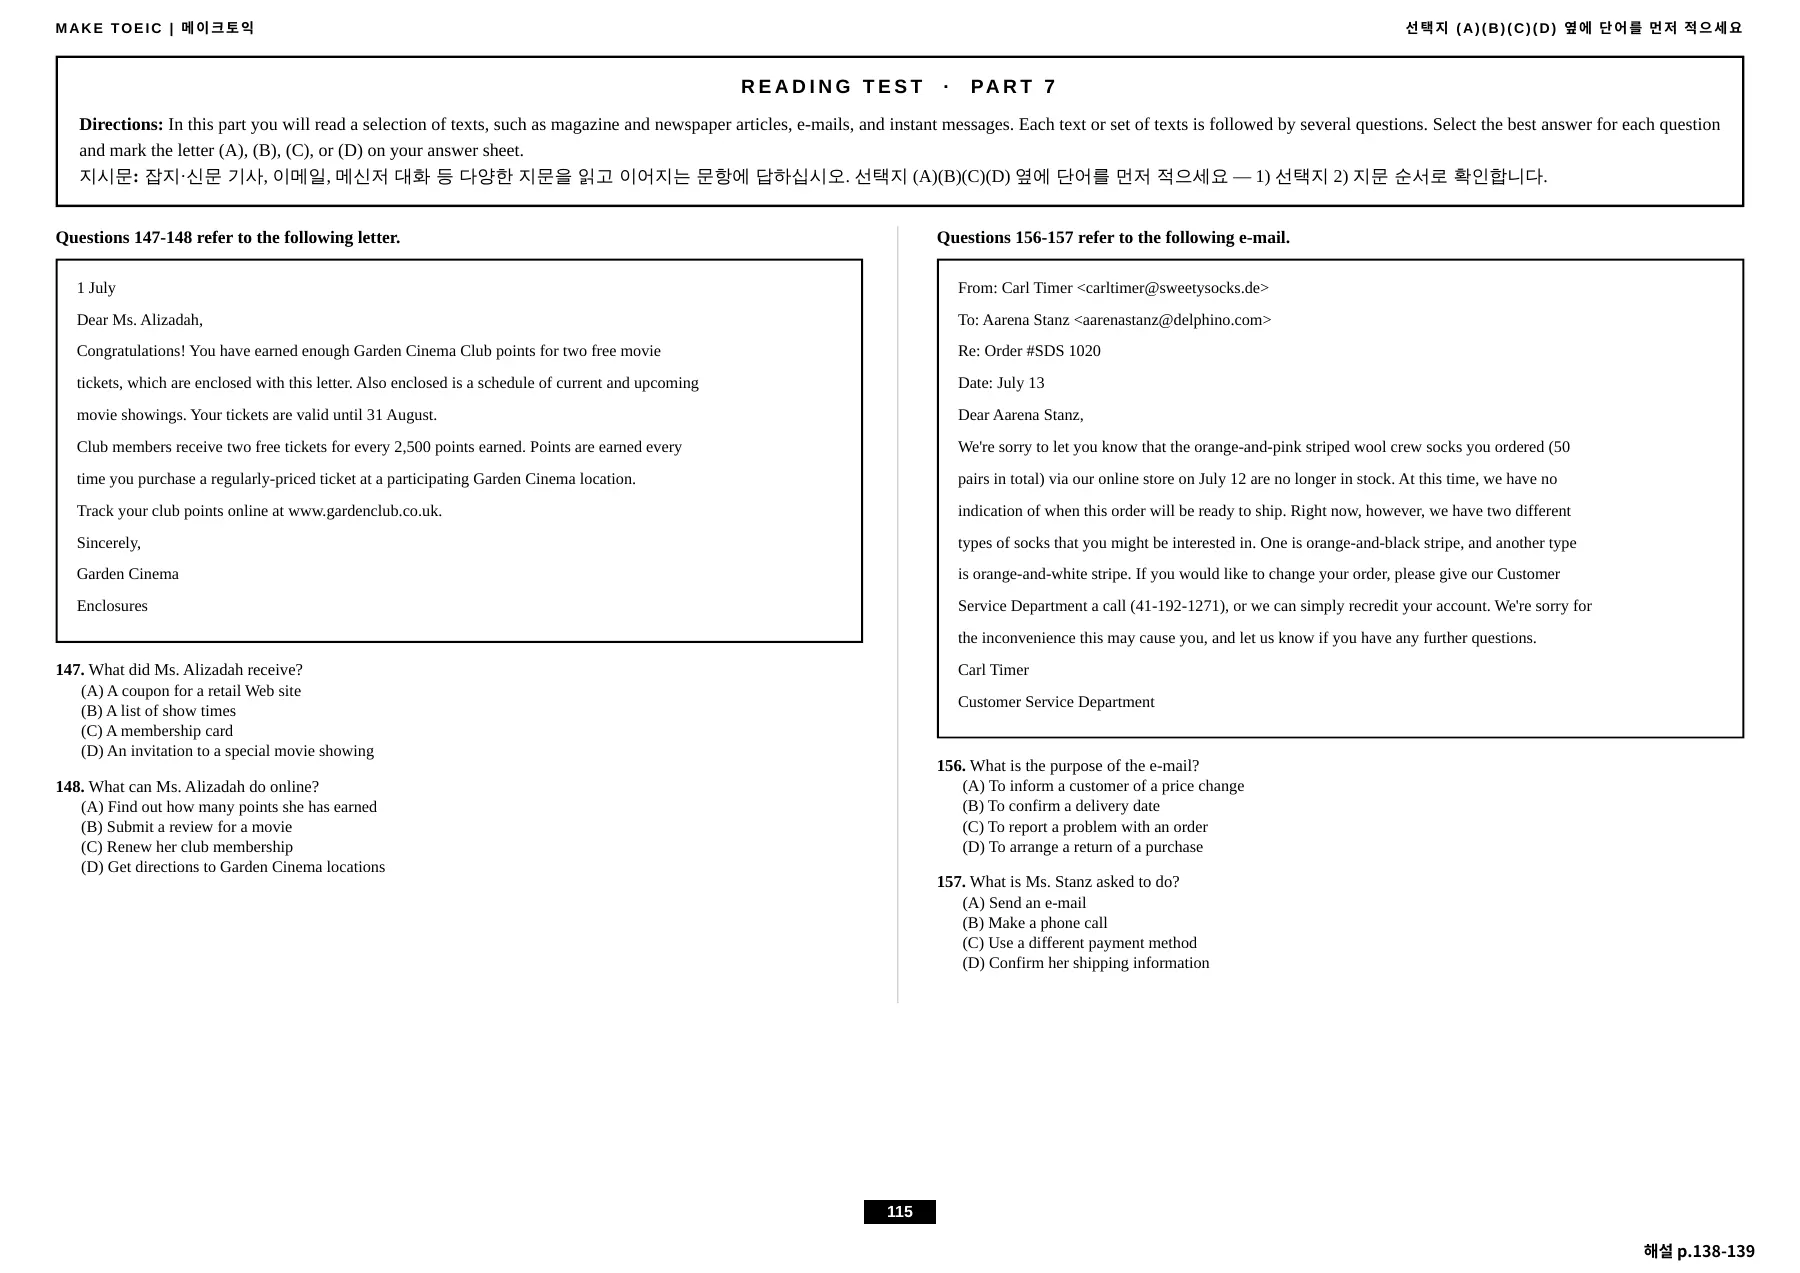 MAKE TOEIC | 메이크토익
선택지 (A)(B)(C)(D) 옆에 단어를 먼저 적으세요
READING TEST · PART 7
Directions: In this part you will read a selection of texts, such as magazine and newspaper articles, e-mails, and instant messages. Each text or set of texts is followed by several questions. Select the best answer for each question
and mark the letter (A), (B), (C), or (D) on your answer sheet.
지시문: 잡지·신문 기사, 이메일, 메신저 대화 등 다양한 지문을 읽고 이어지는 문항에 답하십시오. 선택지 (A)(B)(C)(D) 옆에 단어를 먼저 적으세요 — 1) 선택지 2) 지문 순서로 확인합니다.
Questions 147-148 refer to the following letter.
1 July
Dear Ms. Alizadah,
Congratulations! You have earned enough Garden Cinema Club points for two free movie
tickets, which are enclosed with this letter. Also enclosed is a schedule of current and upcoming
movie showings. Your tickets are valid until 31 August.
Club members receive two free tickets for every 2,500 points earned. Points are earned every
time you purchase a regularly-priced ticket at a participating Garden Cinema location.
Track your club points online at www.gardenclub.co.uk.
Sincerely,
Garden Cinema
Enclosures
147. What did Ms. Alizadah receive?
(A) A coupon for a retail Web site
(B) A list of show times
(C) A membership card
(D) An invitation to a special movie showing
148. What can Ms. Alizadah do online?
(A) Find out how many points she has earned
(B) Submit a review for a movie
(C) Renew her club membership
(D) Get directions to Garden Cinema locations
Questions 156-157 refer to the following e-mail.
From: Carl Timer <carltimer@sweetysocks.de>
To: Aarena Stanz <aarenastanz@delphino.com>
Re: Order #SDS 1020
Date: July 13
Dear Aarena Stanz,
We're sorry to let you know that the orange-and-pink striped wool crew socks you ordered (50
pairs in total) via our online store on July 12 are no longer in stock. At this time, we have no
indication of when this order will be ready to ship. Right now, however, we have two different
types of socks that you might be interested in. One is orange-and-black stripe, and another type
is orange-and-white stripe. If you would like to change your order, please give our Customer
Service Department a call (41-192-1271), or we can simply recredit your account. We're sorry for
the inconvenience this may cause you, and let us know if you have any further questions.
Carl Timer
Customer Service Department
156. What is the purpose of the e-mail?
(A) To inform a customer of a price change
(B) To confirm a delivery date
(C) To report a problem with an order
(D) To arrange a return of a purchase
157. What is Ms. Stanz asked to do?
(A) Send an e-mail
(B) Make a phone call
(C) Use a different payment method
(D) Confirm her shipping information
115
해설 p.138-139